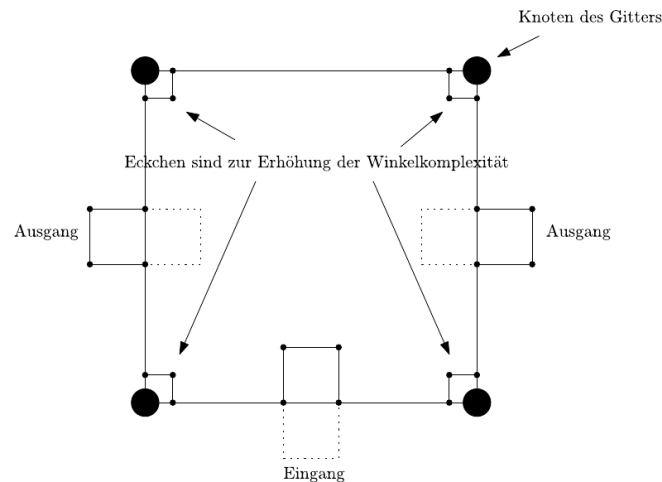 Knoten des Gitters
Eckchen sind zur Erhöhung der Winkelkomplexität
Ausgang
Ausgang
Eingang